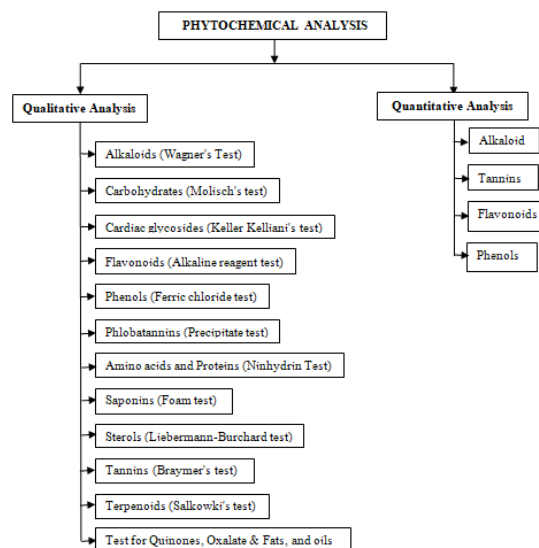 PHYTOCHEMICAL ANALYSIS
Qualitative Analysis
Alkaloids (Wagner's Test)
Carbohydrates (Molisch's test)
Cardiac glycosides (Keller Kelliani's test)
Flavonoids (Alkaline reagent test)
Phenols (Ferric chloride test)
Phlobatannins (Precipitate test)
Amino acids and Proteins (Ninhydrin Test)
Saponins (Foam test)
Sterols (Liebermann-Burchard test)
Tannins (Braymer's test)
Terpenoids (Salkowki's test)
Test for Quinones, Oxalate & Fats, and oils
Quantitative Analysis
Alkaloid
Tannins
Flavonoids
Phenols